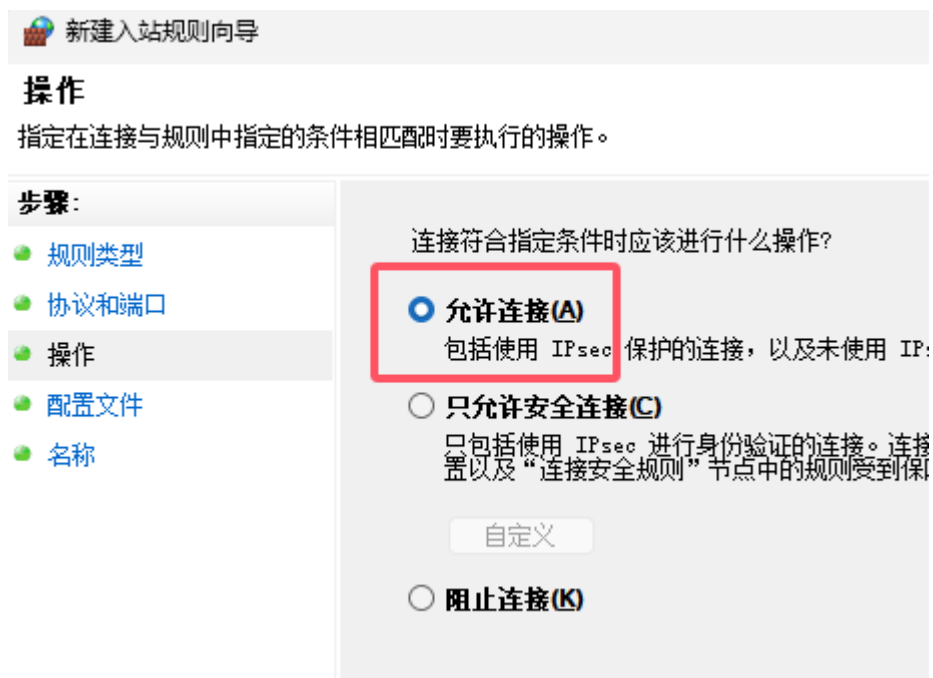 新建入站规则向导
操作
指定在连接与规则中指定的条件相匹配时要执行的操作。
步骤:
规则类型
协议和端口
操作
配置文件
名称
连接符合指定条件时应该进行什么操作?
允许连接(A)
包括使用 IPsec 保护的连接，以及未使用 IPs
只允许安全连接(C)
只包括使用 IPsec 进行身份验证的连接。连接
置以及“连接安全规则”节点中的规则受到保
自定义
阻止连接(K)